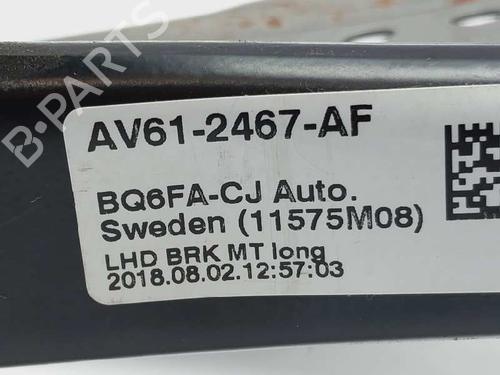 B-PARTS
AV61-2467-AF
BQ6FA-CJ Auto.
Sweden (11575M08)
LHD BRK MT long
2018.08.02.12:57:03